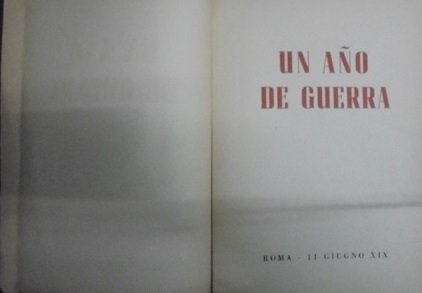 UN AÑO
DE GUERRA
ROMA - 11 GIUGNO XIX